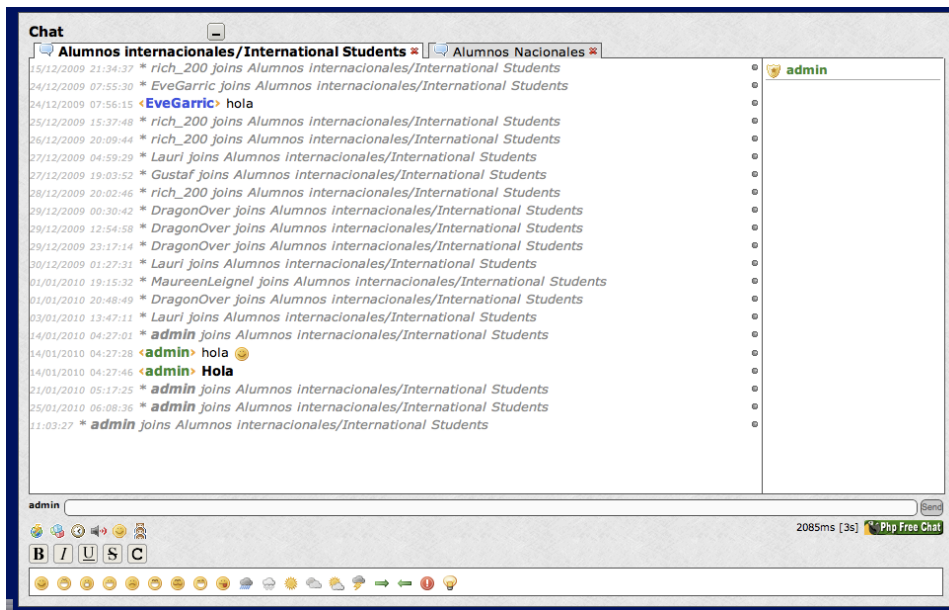 Chat
Alumnos internacionales/International Students Alumnos Nacionales
15/12/2009 21:34:37 * rich_200 joins Alumnos internacionales/International Students
admin
24/12/2009 07:55:30 * EveGarric joins Alumnos internacionales/International Students
24/12/2009 07:56:15 ‹EveGarric› hola
25/12/2009 15:37:48 * rich_200 joins Alumnos internacionales/International Students
26/12/2009 20:09:44 * rich_200 joins Alumnos internacionales/International Students
27/12/2009 04:59:29 * Lauri joins Alumnos internacionales/International Students
27/12/2009 19:03:52 * Gustaf joins Alumnos internacionales/International Students
28/12/2009 20:02:46 * rich_200 joins Alumnos internacionales/International Students
29/12/2009 00:30:42 * DragonOver joins Alumnos internacionales/International Students
29/12/2009 12:54:58 * DragonOver joins Alumnos internacionales/International Students
29/12/2009 23:17:14 * DragonOver joins Alumnos internacionales/International Students
30/12/2009 01:27:31 * Lauri joins Alumnos internacionales/International Students
01/01/2010 19:15:32 * MaureenLeignel joins Alumnos internacionales/International Students
01/01/2010 20:48:49 * DragonOver joins Alumnos internacionales/International Students
03/01/2010 13:47:11 * Lauri joins Alumnos internacionales/International Students
14/01/2010 04:27:01 * admin joins Alumnos internacionales/International Students
14/01/2010 04:27:28 ‹admin› hola
14/01/2010 04:27:46 ‹admin› Hola
21/01/2010 05:17:25 * admin joins Alumnos internacionales/International Students
25/01/2010 06:08:36 * admin joins Alumnos internacionales/International Students
11:03:27 * admin joins Alumnos internacionales/International Students
admin
Send
2085ms [3s] Php Free Chat
B I U S C